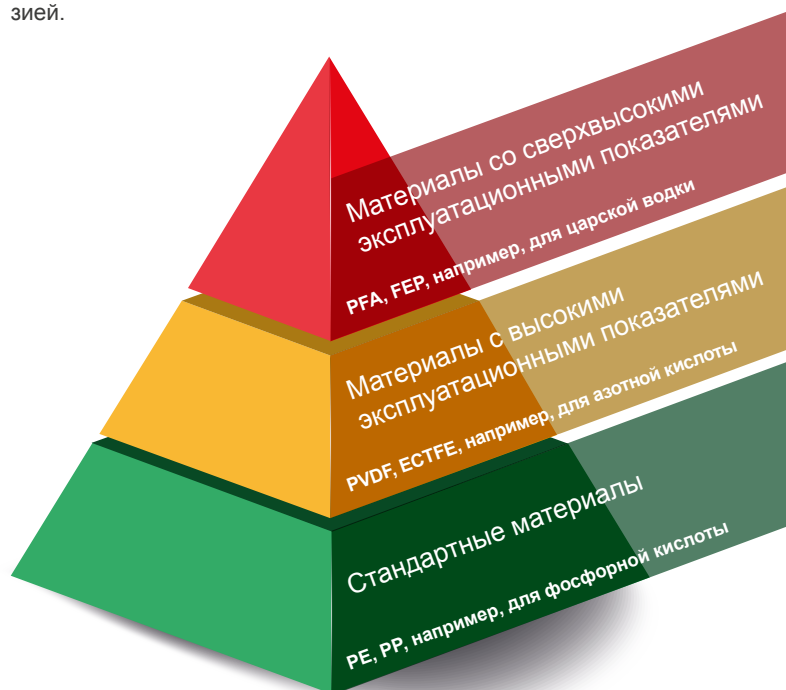 зией.
Материалы со сверхвысокими
эксплуатационными показателями
PFA, FEP, например, для царской водки
Материалы с высокими
эксплуатационными показателями
PVDF, ECTFE, например, для азотной кислоты
Стандартные материалы
PE, PP, например, для фосфорной кислоты